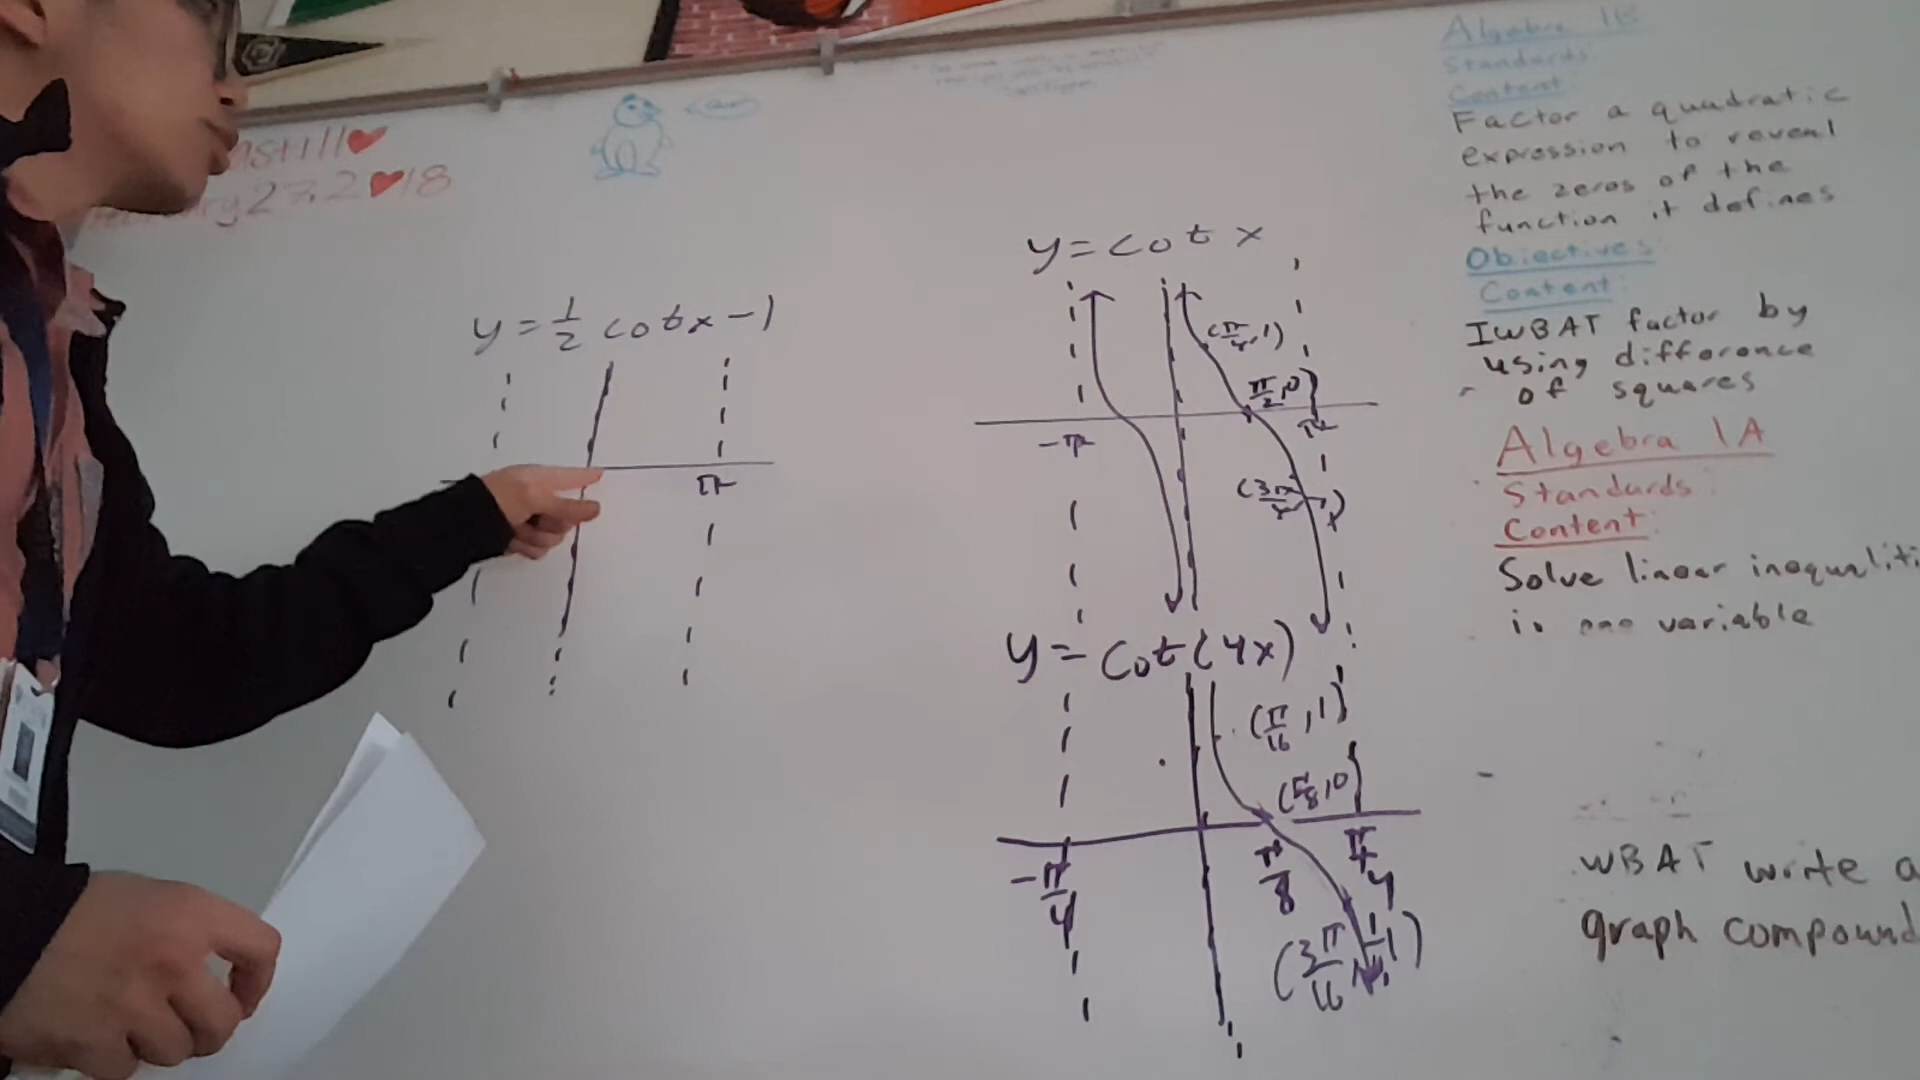 27, 2 18
y = 1/2 cot x - 1
π
y = cot x
(π/4, 1)
(π/2, 0)
-π
π
(3π/4, -1)
y = cot(4x)
(π/16, 1)
(π/8, 0)
-π/4
π/8
π/4
(3π/16, -1)
Algebra 1B
Standards
Content:
Factor a quadratic
expression to reveal
the zeros of the
function it defines
Objectives:
Content:
IWBAT factor by
using difference
of squares
Algebra 1A
Standards:
Content:
Solve linear inequaliti
in one variable
WBAT write a
graph compound